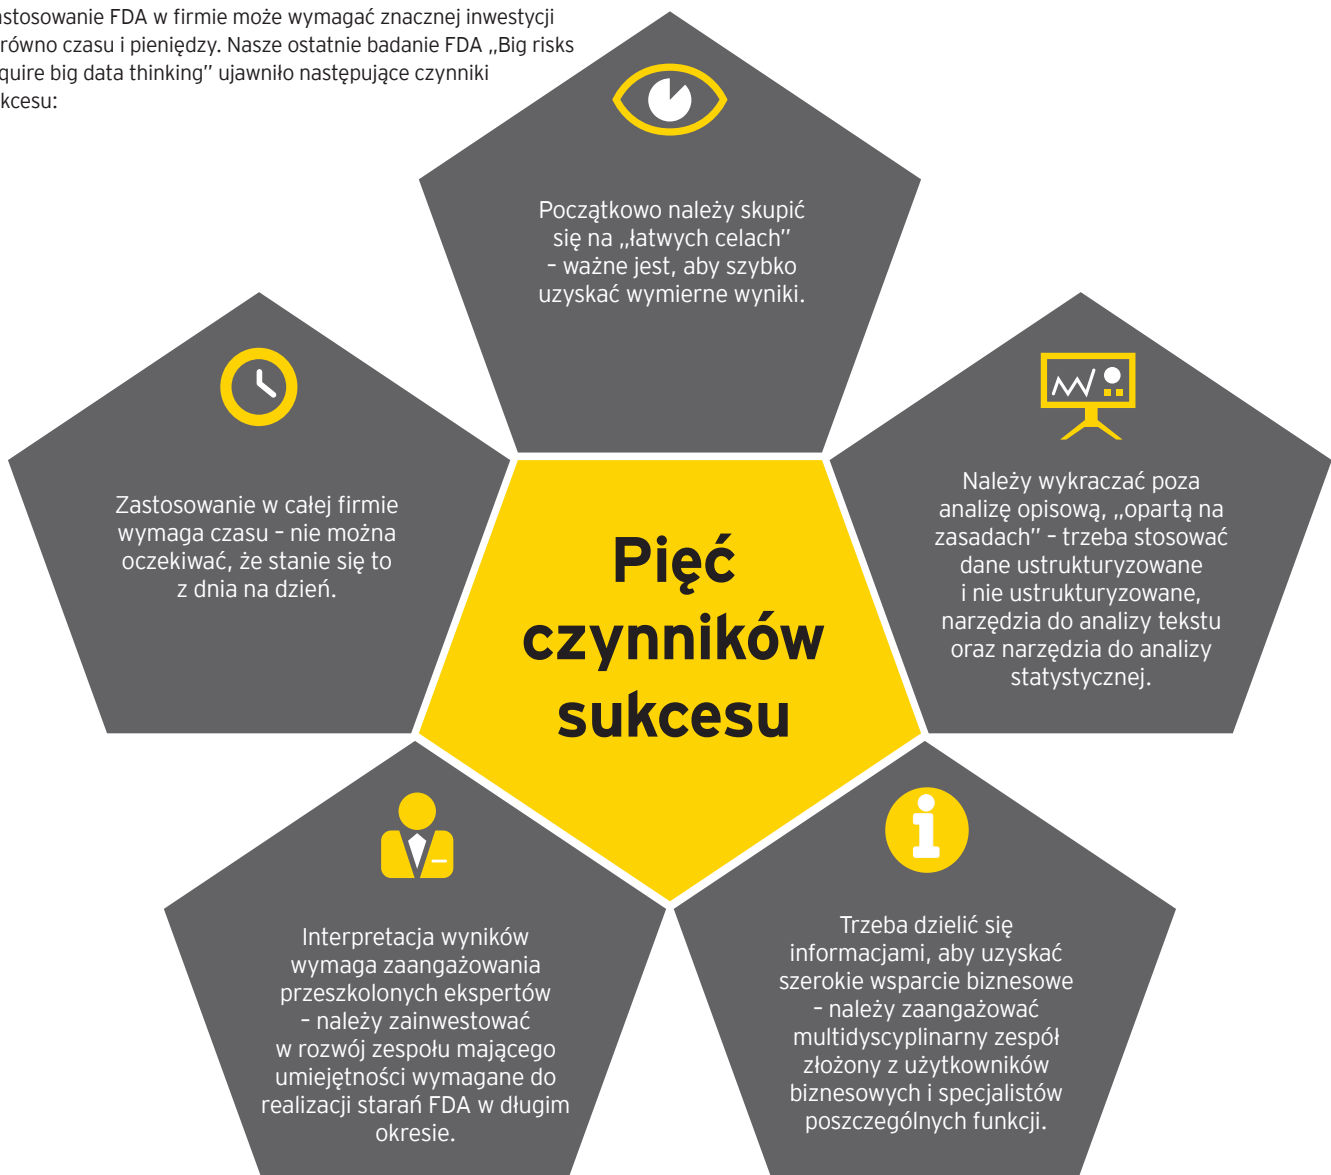 stosowanie FDA w firmie może wymagać znacznej inwestycji
równo czasu i pieniędzy. Nasze ostatnie badanie FDA „Big risks
quire big data thinking” ujawniło następujące czynniki
kcesu:
Początkowo należy skupić
się na „łatwych celach”
– ważne jest, aby szybko
uzyskać wymierne wyniki.
Należy wykraczać poza
analizę opisową, „opartą na
zasadach” – trzeba stosować
dane ustrukturyzowane
i nie ustrukturyzowane,
narzędzia do analizy tekstu
oraz narzędzia do analizy
statystycznej.
Trzeba dzielić się
informacjami, aby uzyskać
szerokie wsparcie biznesowe
– należy zaangażować
multidyscyplinarny zespół
złożony z użytkowników
biznesowych i specjalistów
poszczególnych funkcji.
Interpretacja wyników
wymaga zaangażowania
przeszkolonych ekspertów
– należy zainwestować
w rozwój zespołu mającego
umiejętności wymagane do
realizacji starań FDA w długim
okresie.
Zastosowanie w całej firmie
wymaga czasu – nie można
oczekiwać, że stanie się to
z dnia na dzień.
Pięć
czynników
sukcesu